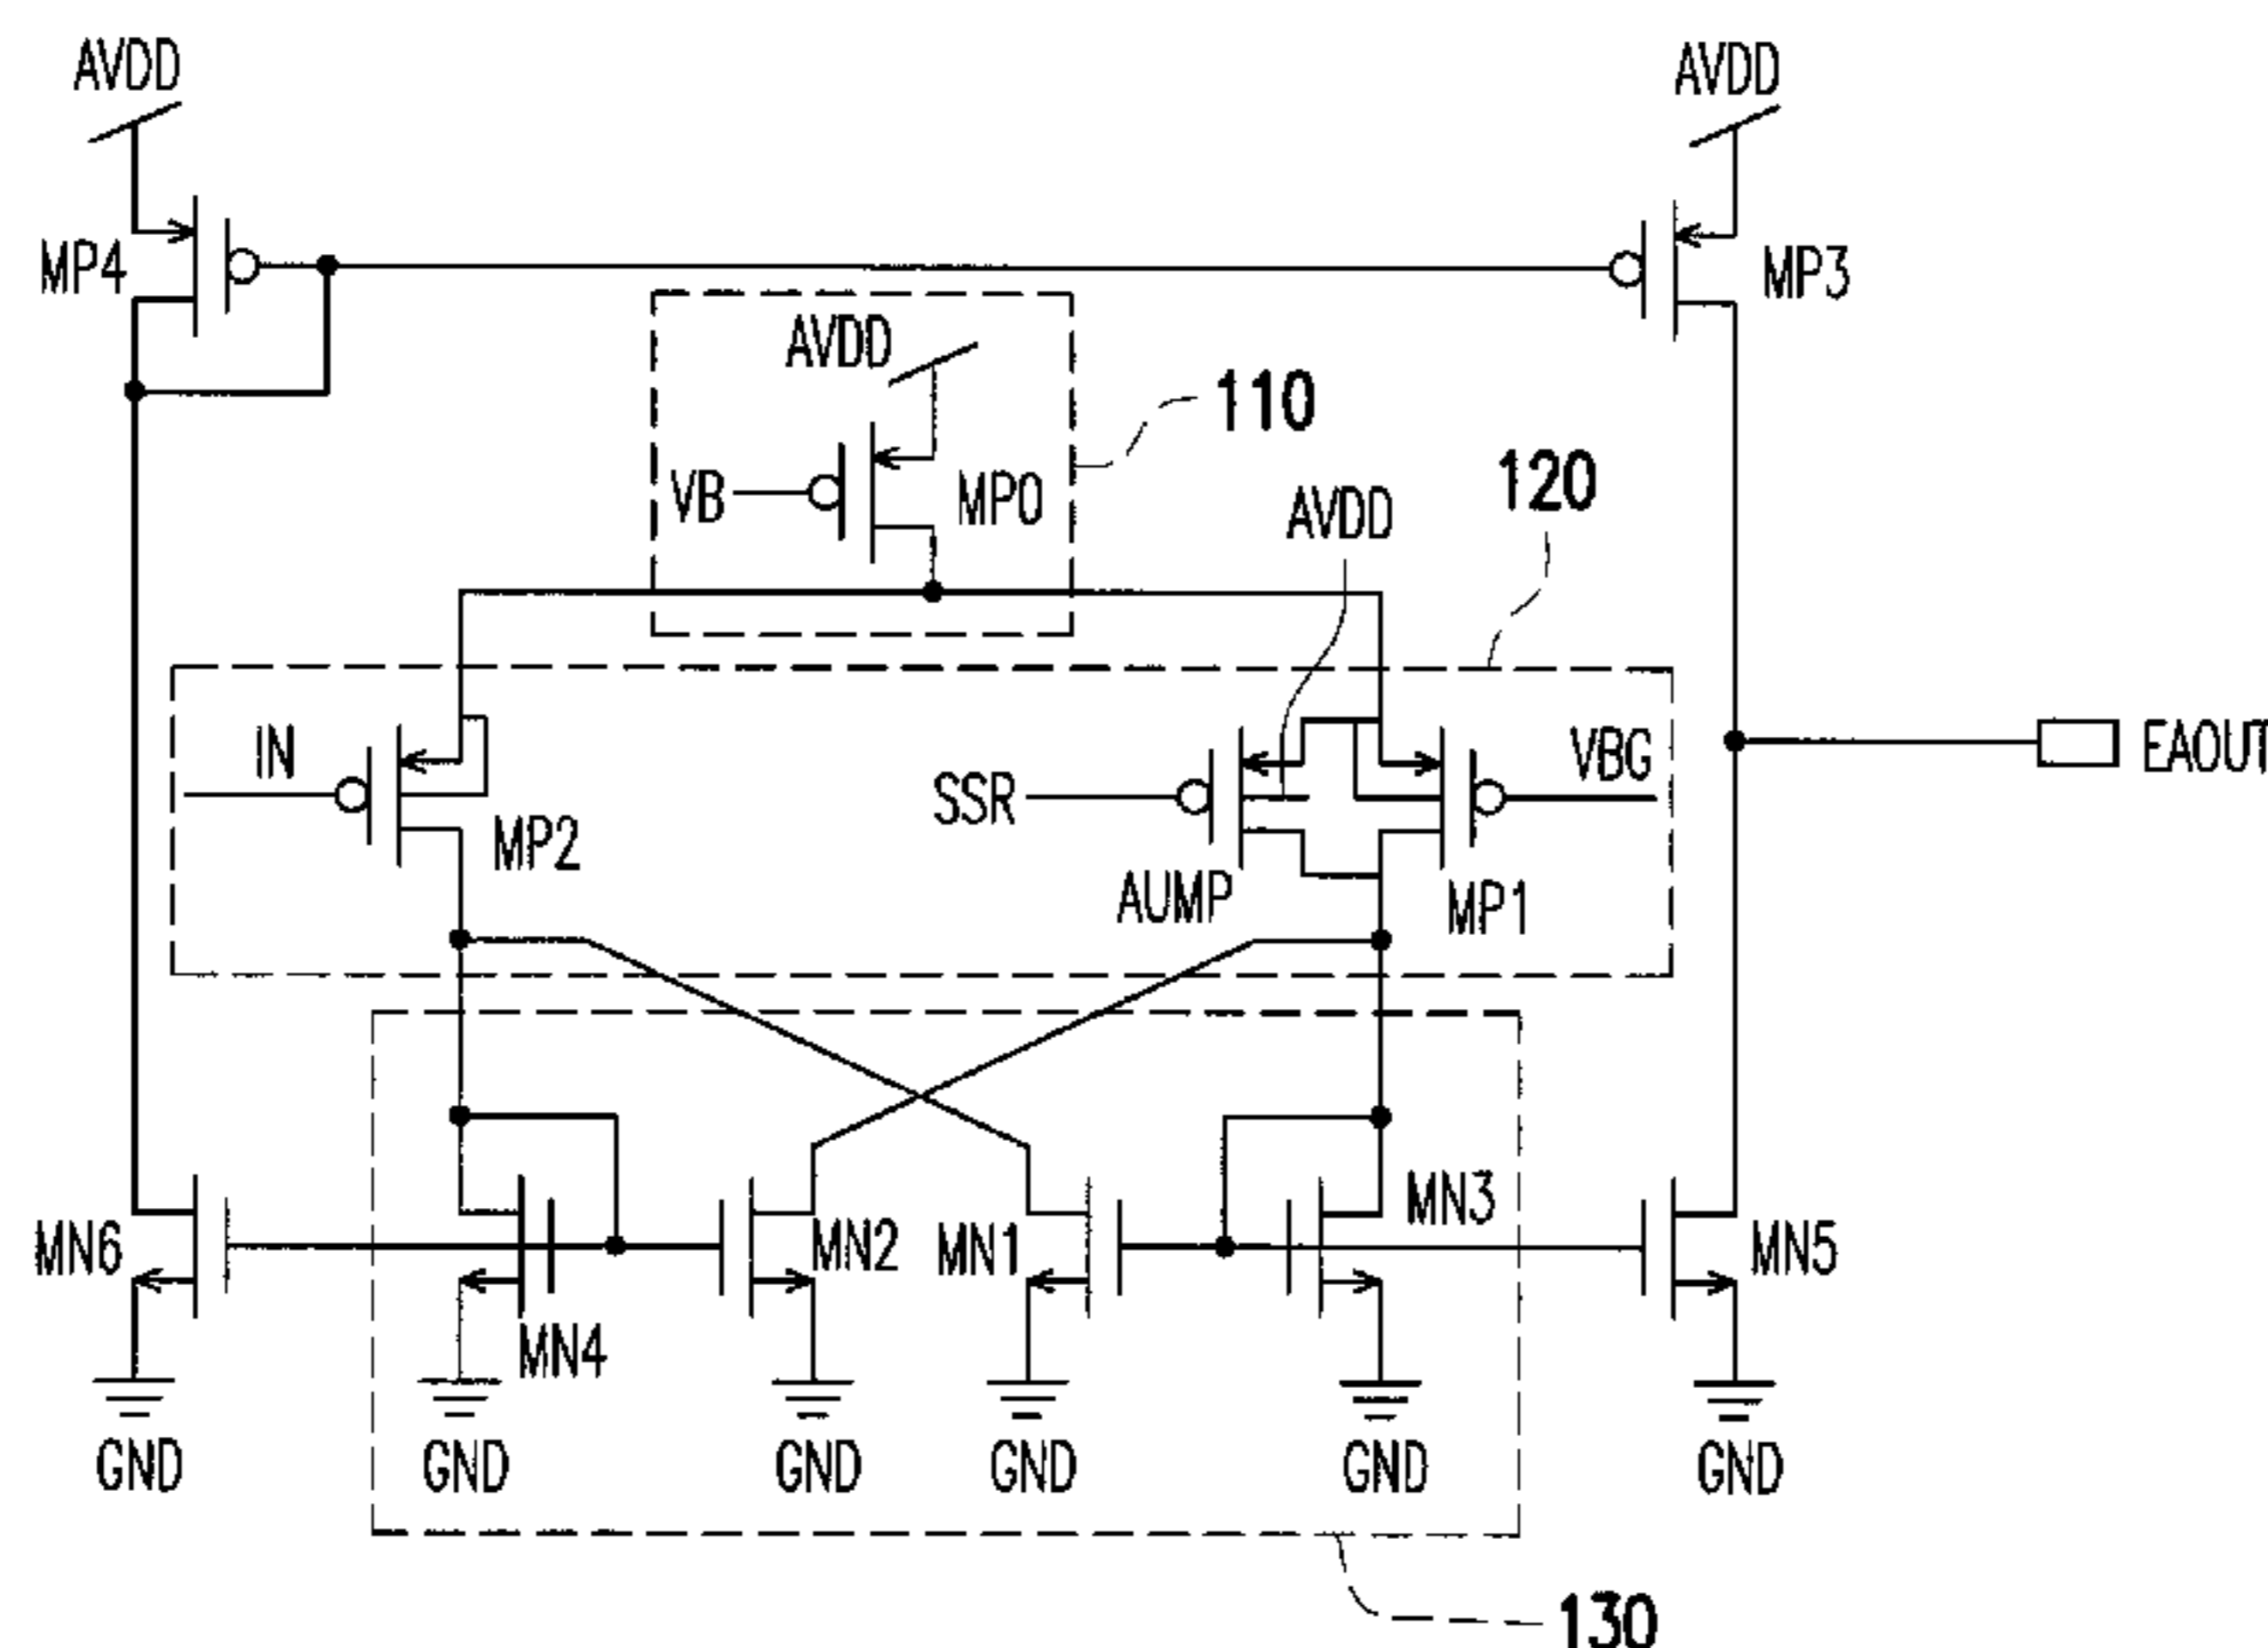 AVDD
AVDD
MP4
MP3
AVDD
110
VB
MP0
120
AVDD
IN
VBG
EAOUT
SSR
MP2
AUMP
MP1
MN3
MN6
MN2
MN1
MN5
MN4
GND
GND
GND
GND
GND
GND
130